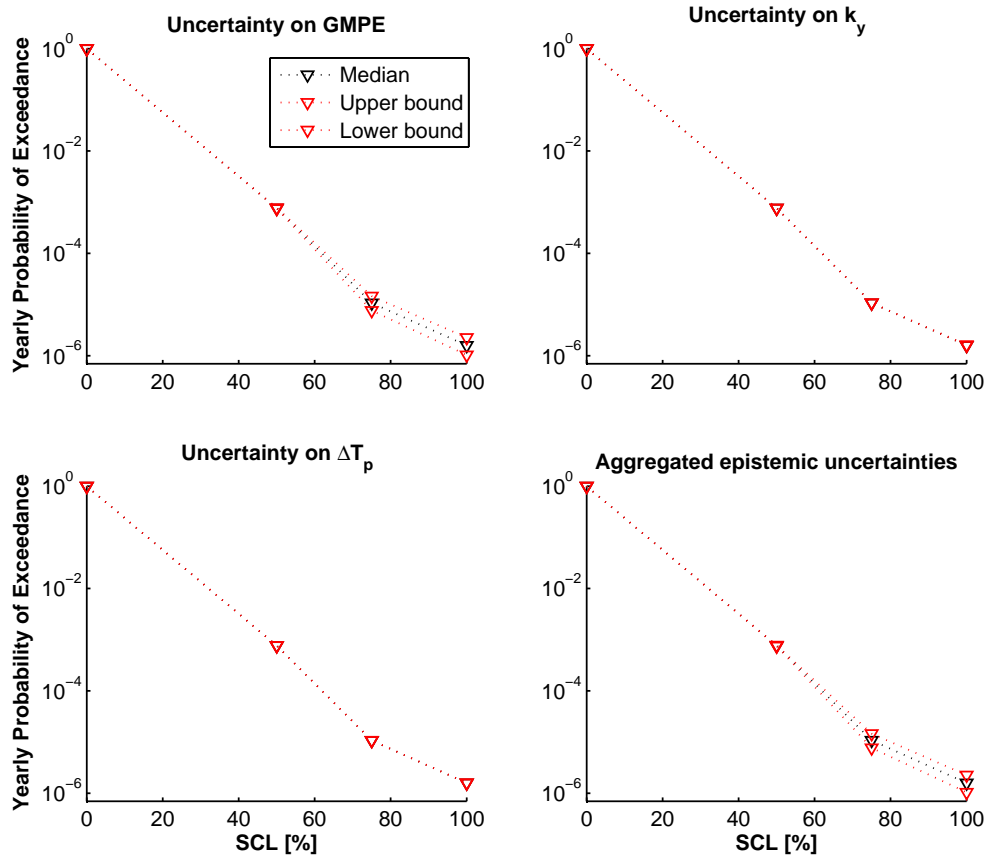 Uncertainty on GMPE
Yearly Probability of Exceedance
10^0
10^-2
10^-4
10^-6
0 20 40 60 80 100
Median
Upper bound
Lower bound
Uncertainty on k_y
10^0
10^-2
10^-4
10^-6
0 20 40 60 80 100
Uncertainty on ΔT_p
Yearly Probability of Exceedance
10^0
10^-2
10^-4
10^-6
0 20 40 60 80 100
SCL [%]
Aggregated epistemic uncertainties
10^0
10^-2
10^-4
10^-6
0 20 40 60 80 100
SCL [%]